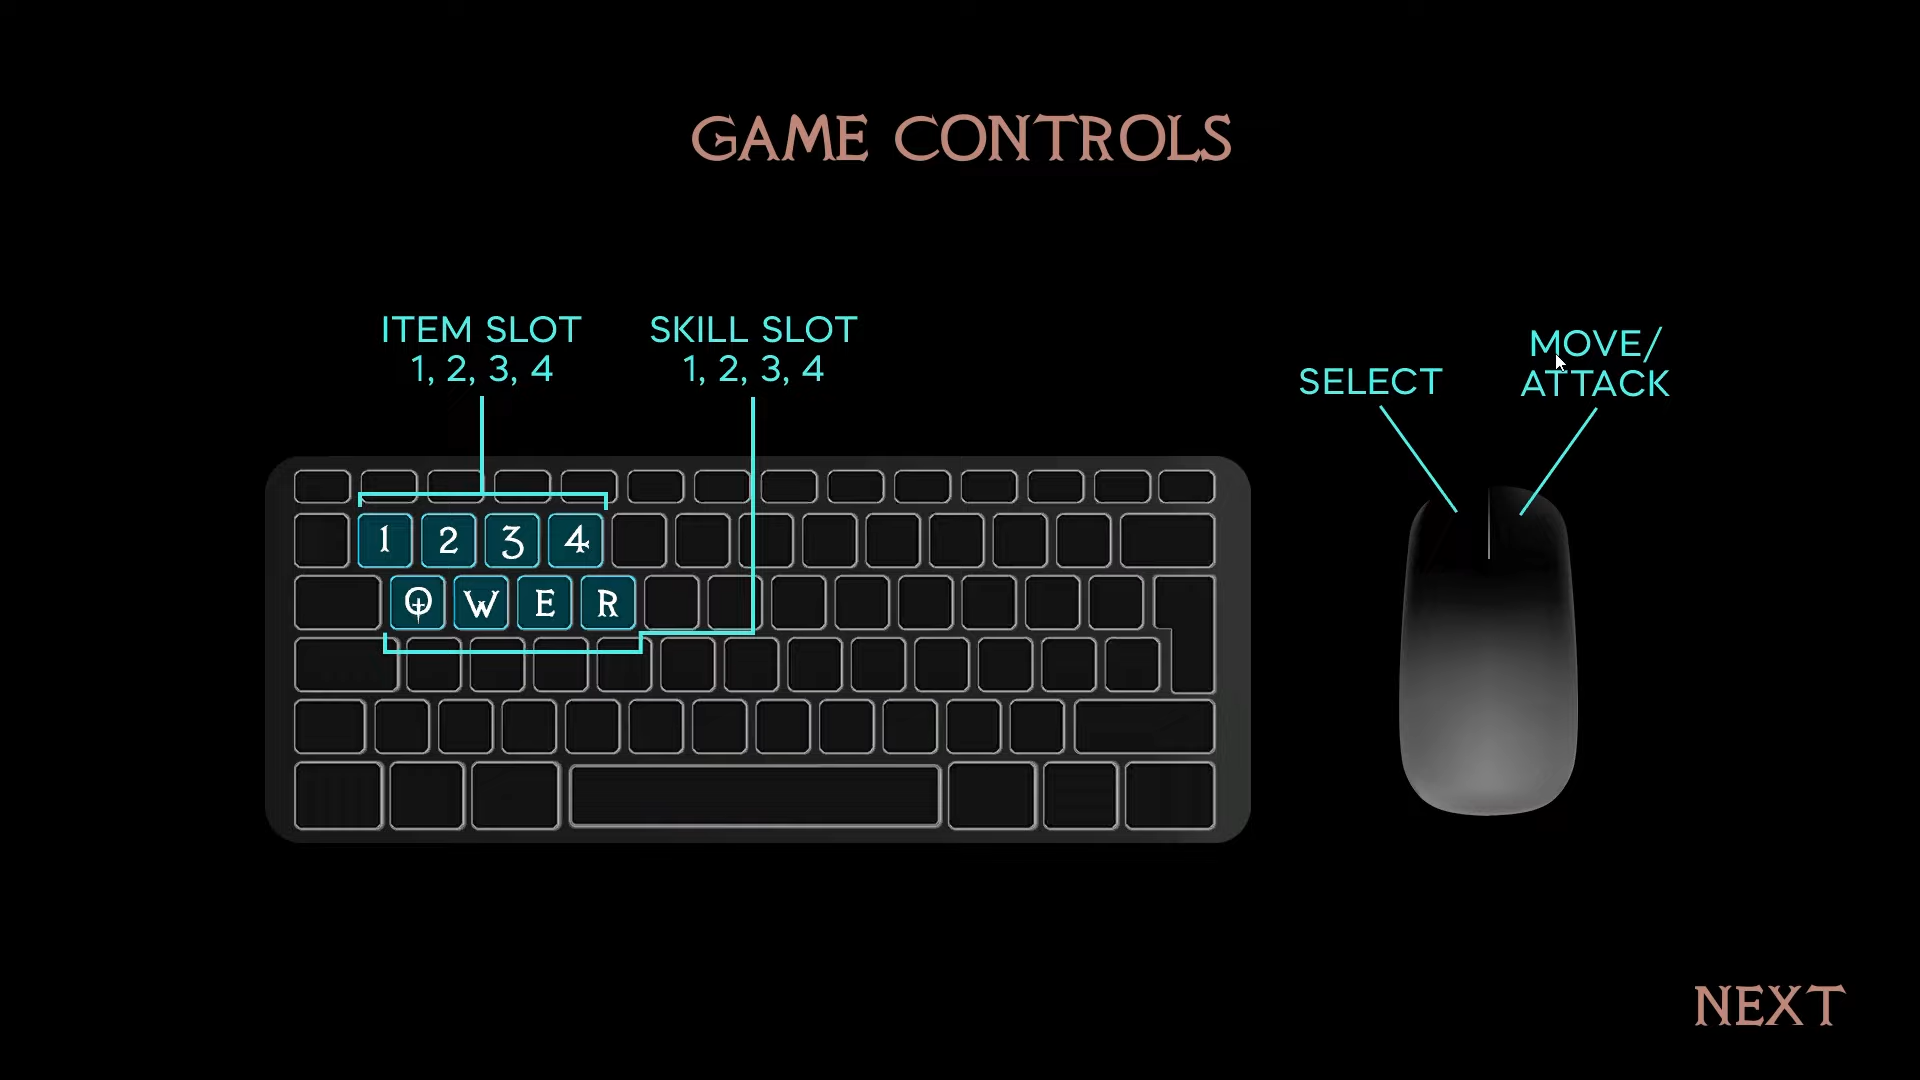 GAME CONTROLS
ITEM SLOT
1, 2, 3, 4
SKILL SLOT
1, 2, 3, 4
SELECT
MOVE/
ATTACK
1 2 3 4
Q W E R
NEXT